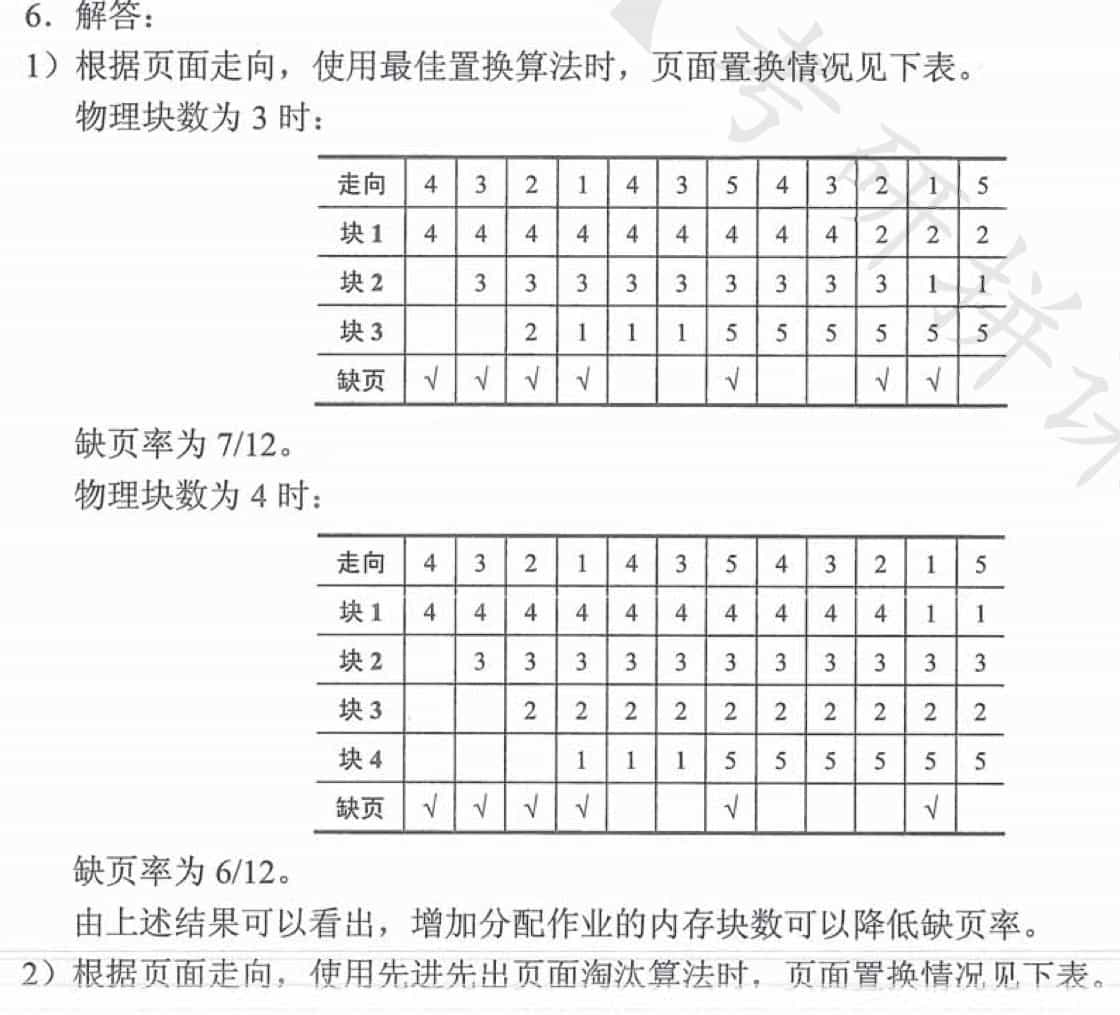 6．解答：
1）根据页面走向，使用最佳置换算法时，页面置换情况见下表。
物理块数为 3 时：
走向 4 3 2 1 4 3 5 4 3 2 1 5
块 1 4 4 4 4 4 4 4 4 4 2 2 2
块 2 3 3 3 3 3 3 3 3 3 1 1
块 3 2 1 1 1 5 5 5 5 5 5
缺页 √ √ √ √ √ √ √
缺页率为 7/12。
物理块数为 4 时：
走向 4 3 2 1 4 3 5 4 3 2 1 5
块 1 4 4 4 4 4 4 4 4 4 4 1 1
块 2 3 3 3 3 3 3 3 3 3 3 3
块 3 2 2 2 2 2 2 2 2 2 2
块 4 1 1 1 5 5 5 5 5 5
缺页 √ √ √ √ √ √
缺页率为 6/12。
由上述结果可以看出，增加分配作业的内存块数可以降低缺页率。
2）根据页面走向，使用先进先出页面淘汰算法时，页面置换情况见下表。
考研拼